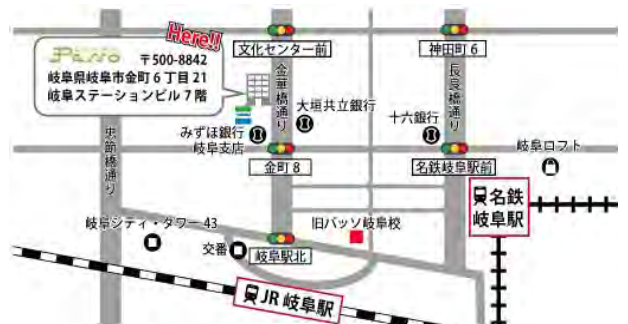 Here!!
Passo 〒500-8842
岐阜県岐阜市金町6丁目21
岐阜ステーションビル7階
文化センター前
神田町6
金華橋通り
長良橋通り
忠節橋通り
大垣共立銀行
十六銀行
みずほ銀行
岐阜支店
金町8
名鉄岐阜駅前
岐阜ロフト
名鉄
岐阜駅
岐阜シティ・タワー43
旧パッソ岐阜校
交番
岐阜駅北
JR岐阜駅